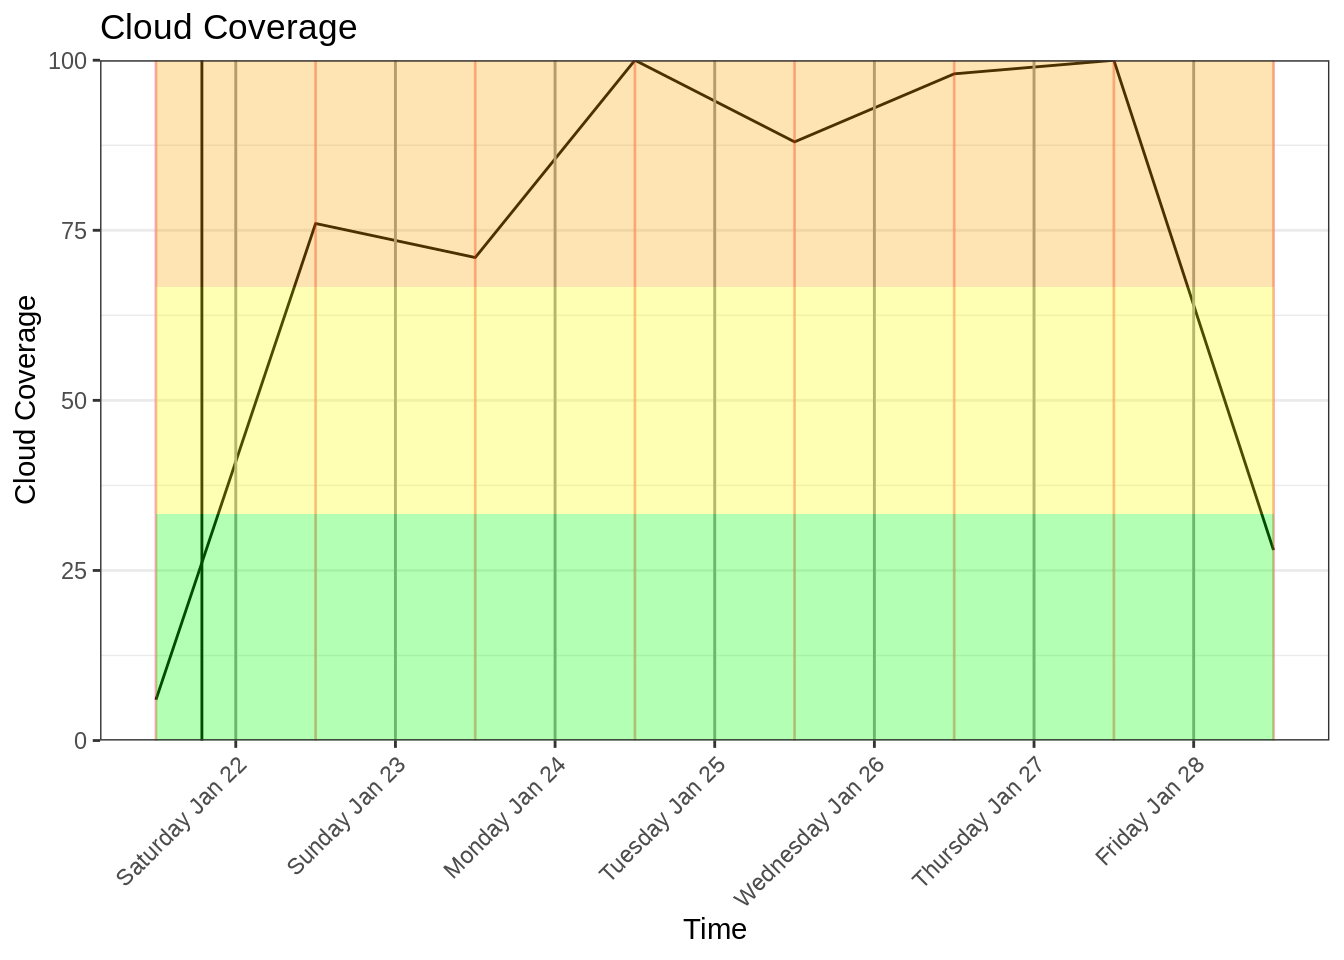 Cloud Coverage
100
75
50
25
0
Cloud Coverage
Saturday Jan 22
Sunday Jan 23
Monday Jan 24
Tuesday Jan 25
Wednesday Jan 26
Thursday Jan 27
Friday Jan 28
Time